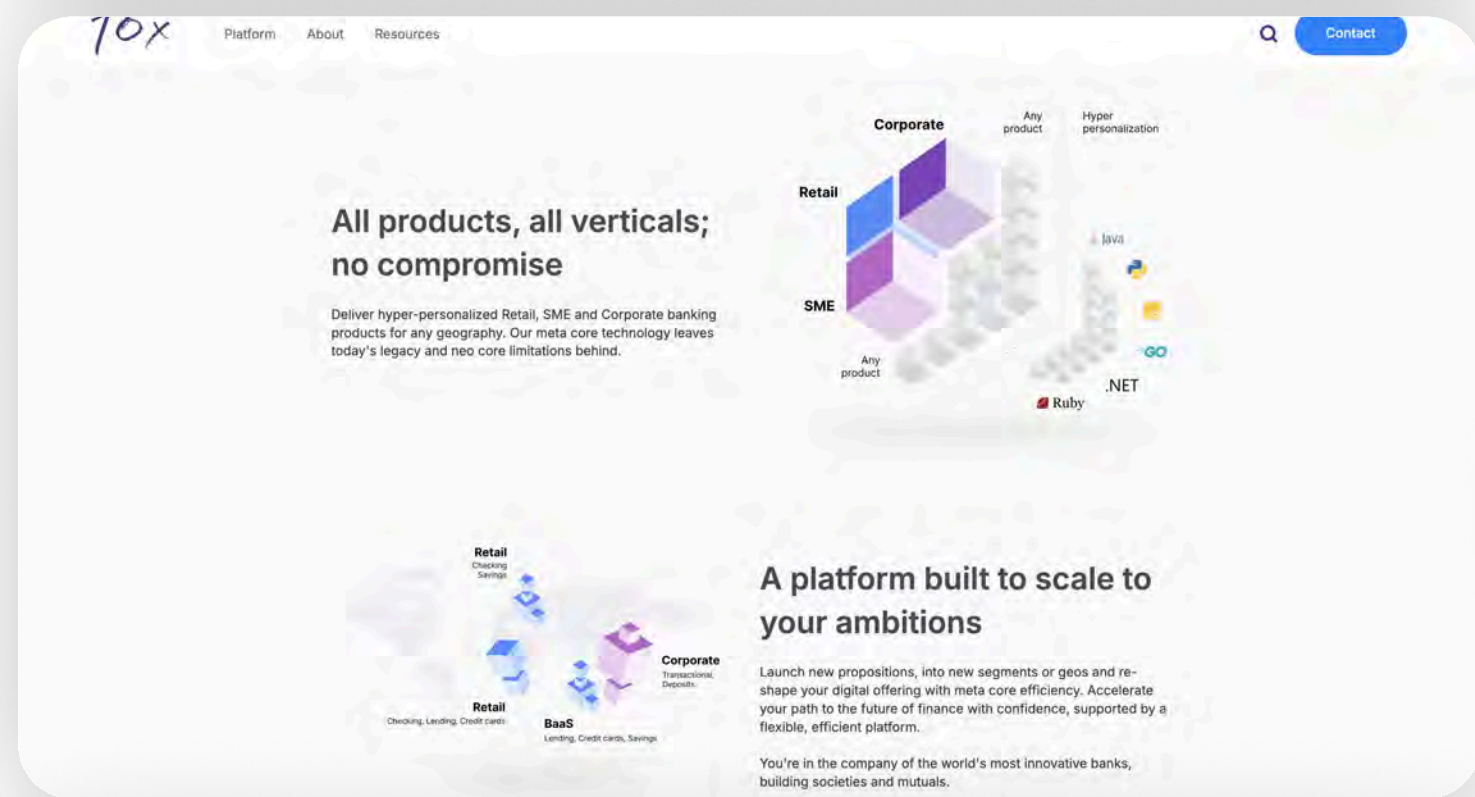 10x
Platform
About
Resources
Contact
Corporate
Any
product
Hyper
personalization
Retail
All products, all verticals;
no compromise
Java
SME
Deliver hyper-personalized Retail, SME and Corporate banking
products for any geography. Our meta core technology leaves
today's legacy and neo core limitations behind.
GO
Any
product
.NET
Ruby
Retail
Checking
Savings
A platform built to scale to
your ambitions
Corporate
Transactional,
Deposits.
Launch new propositions, into new segments or geos and re-
shape your digital offering with meta core efficiency. Accelerate
your path to the future of finance with confidence, supported by a
flexible, efficient platform.
Retail
Checking, Lending, Credit cards
BaaS
Lending, Credit cards, Savings
You're in the company of the world's most innovative banks,
building societies and mutuals.